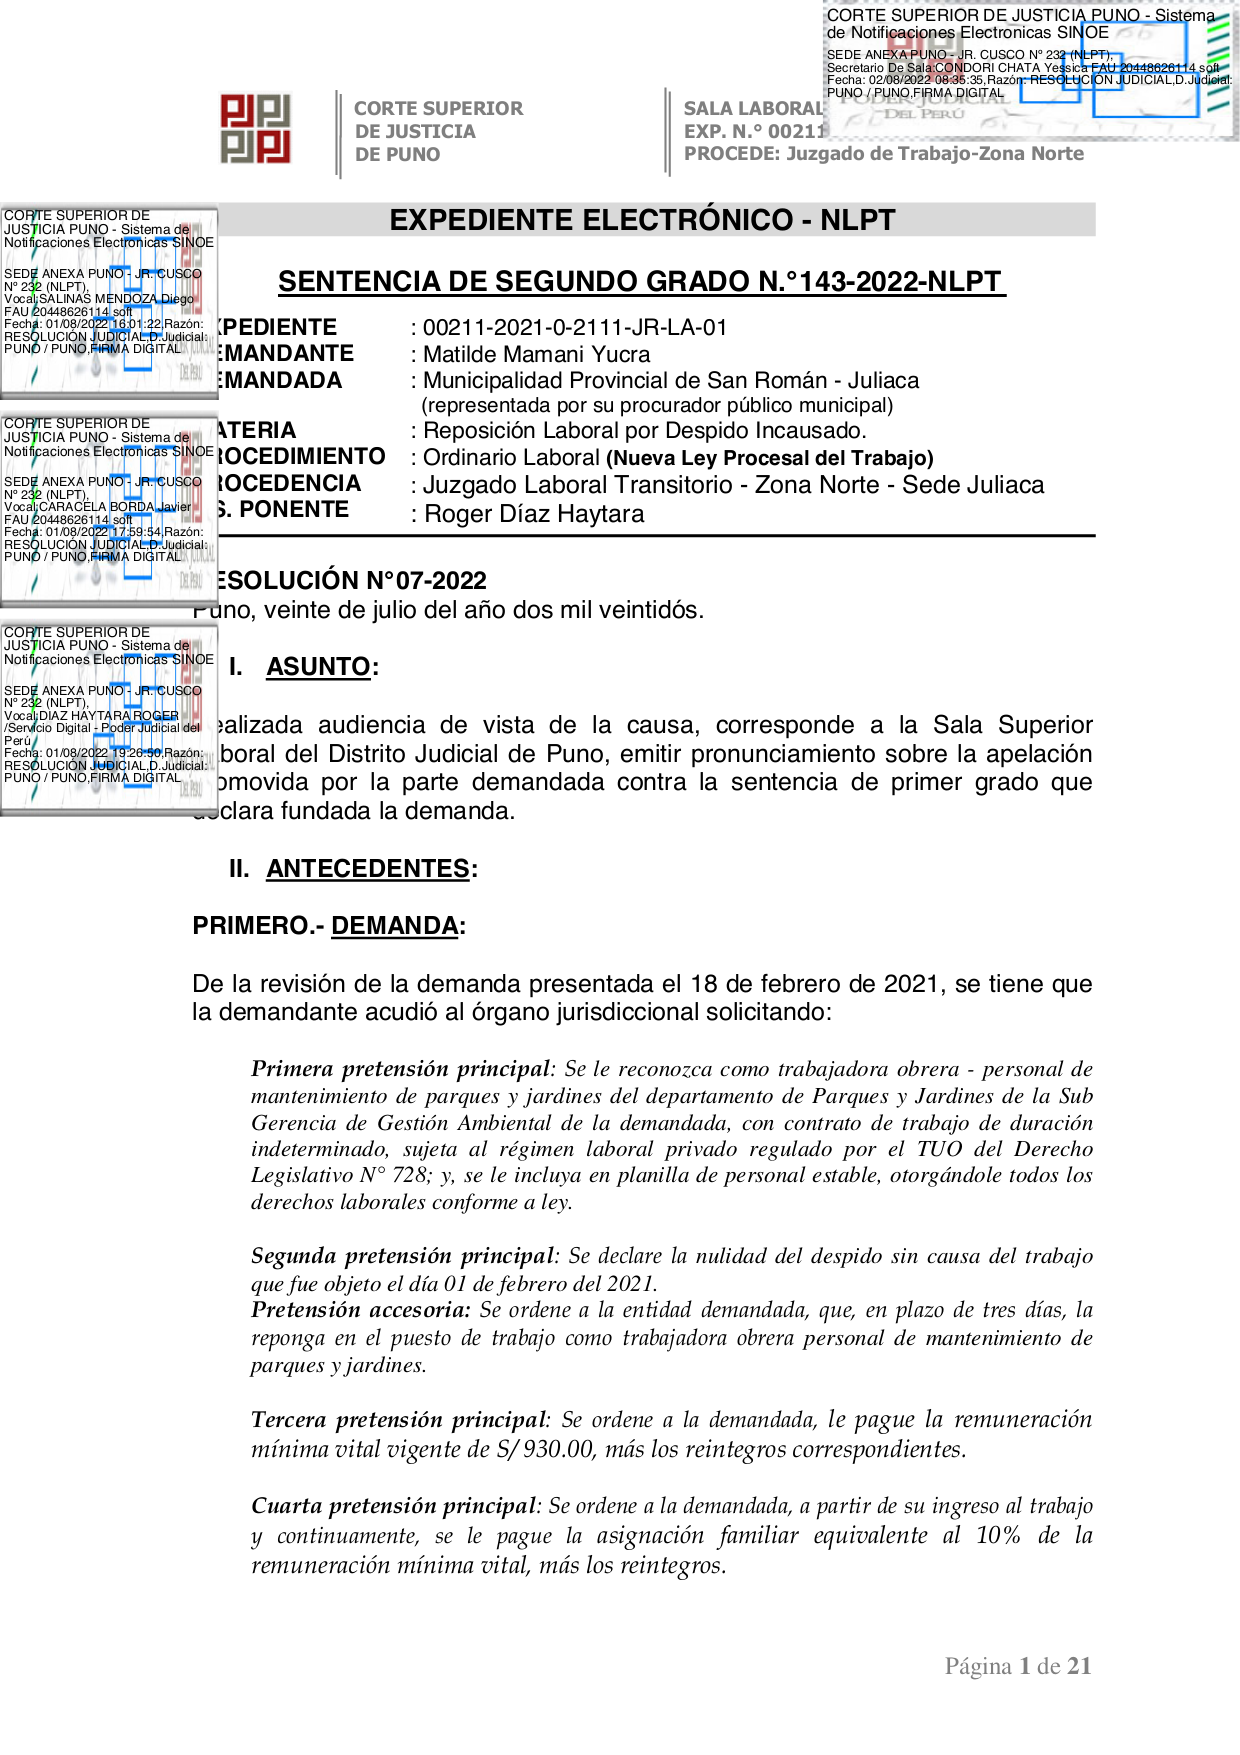 CORTE SUPERIOR DE JUSTICIA PUNO - Sistema
de Notificaciones Electronicas SINOE
SEDE ANEXA PUNO - JR. CUSCO Nº 232 (NLPT),
Secretario De Sala:CONDORI CHATA Yessica FAU 20448626114 soft
Fecha: 02/08/2022 08:35:35,Razón: RESOLUCIÓN JUDICIAL,D.Judicial:
PUNO / PUNO,FIRMA DIGITAL
PODER JUDICIAL
DEL PERÚ
CORTE SUPERIOR
DE JUSTICIA
DE PUNO
SALA LABORAL
EXP. N.° 00211
PROCEDE: Juzgado de Trabajo-Zona Norte
EXPEDIENTE ELECTRÓNICO - NLPT
SENTENCIA DE SEGUNDO GRADO N.°143-2022-NLPT
CORTE SUPERIOR DE
JUSTICIA PUNO - Sistema de
Notificaciones Electronicas SINOE
SEDE ANEXA PUNO - JR. CUSCO
Nº 232 (NLPT),
Vocal:SALINAS MENDOZA Diego
FAU 20448626114 soft
Fecha: 01/08/2022 16:01:22,Razón:
RESOLUCIÓN JUDICIAL,D.Judicial:
PUNO / PUNO,FIRMA DIGITAL
XPEDIENTE : 00211-2021-0-2111-JR-LA-01
EMANDANTE : Matilde Mamani Yucra
EMANDADA : Municipalidad Provincial de San Román - Juliaca
(representada por su procurador público municipal)
ATERIA : Reposición Laboral por Despido Incausado.
ROCEDIMIENTO : Ordinario Laboral (Nueva Ley Procesal del Trabajo)
ROCEDENCIA : Juzgado Laboral Transitorio - Zona Norte - Sede Juliaca
S. PONENTE : Roger Díaz Haytara
CORTE SUPERIOR DE
JUSTICIA PUNO - Sistema de
Notificaciones Electronicas SINOE
SEDE ANEXA PUNO - JR. CUSCO
Nº 232 (NLPT),
Vocal:CARACELA BORDA Javier
FAU 20448626114 soft
Fecha: 01/08/2022 17:59:54,Razón:
RESOLUCIÓN JUDICIAL,D.Judicial:
PUNO / PUNO,FIRMA DIGITAL
ESOLUCIÓN N°07-2022
Puno, veinte de julio del año dos mil veintidós.
CORTE SUPERIOR DE
JUSTICIA PUNO - Sistema de
Notificaciones Electronicas SINOE
SEDE ANEXA PUNO - JR. CUSCO
Nº 232 (NLPT),
Vocal:DIAZ HAYTARA ROGER
/Servicio Digital - Poder Judicial del
Perú
Fecha: 01/08/2022 19:26:50,Razón:
RESOLUCIÓN JUDICIAL,D.Judicial:
PUNO / PUNO,FIRMA DIGITAL
I. ASUNTO:
ealizada audiencia de vista de la causa, corresponde a la Sala Superior
boral del Distrito Judicial de Puno, emitir pronunciamiento sobre la apelación
omovida por la parte demandada contra la sentencia de primer grado que
declara fundada la demanda.
II. ANTECEDENTES:
PRIMERO.- DEMANDA:
De la revisión de la demanda presentada el 18 de febrero de 2021, se tiene que
la demandante acudió al órgano jurisdiccional solicitando:
Primera pretensión principal: Se le reconozca como trabajadora obrera - personal de
mantenimiento de parques y jardines del departamento de Parques y Jardines de la Sub
Gerencia de Gestión Ambiental de la demandada, con contrato de trabajo de duración
indeterminado, sujeta al régimen laboral privado regulado por el TUO del Derecho
Legislativo N° 728; y, se le incluya en planilla de personal estable, otorgándole todos los
derechos laborales conforme a ley.
Segunda pretensión principal: Se declare la nulidad del despido sin causa del trabajo
que fue objeto el día 01 de febrero del 2021.
Pretensión accesoria: Se ordene a la entidad demandada, que, en plazo de tres días, la
reponga en el puesto de trabajo como trabajadora obrera personal de mantenimiento de
parques y jardines.
Tercera pretensión principal: Se ordene a la demandada, le pague la remuneración
mínima vital vigente de S/ 930.00, más los reintegros correspondientes.
Cuarta pretensión principal: Se ordene a la demandada, a partir de su ingreso al trabajo
y continuamente, se le pague la asignación familiar equivalente al 10% de la
remuneración mínima vital, más los reintegros.
Página 1 de 21